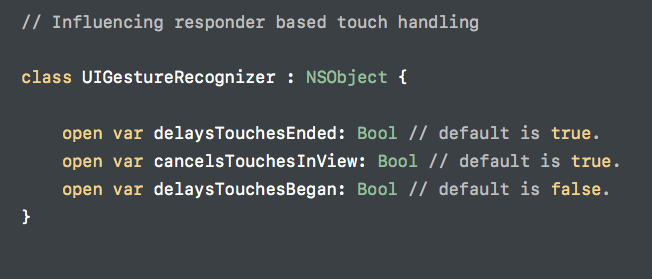 // Influencing responder based touch handling
class UIGestureRecognizer : NSObject {
open var delaysTouchesEnded: Bool // default is true.
open var cancelsTouchesInView: Bool // default is true.
open var delaysTouchesBegan: Bool // default is false.
}